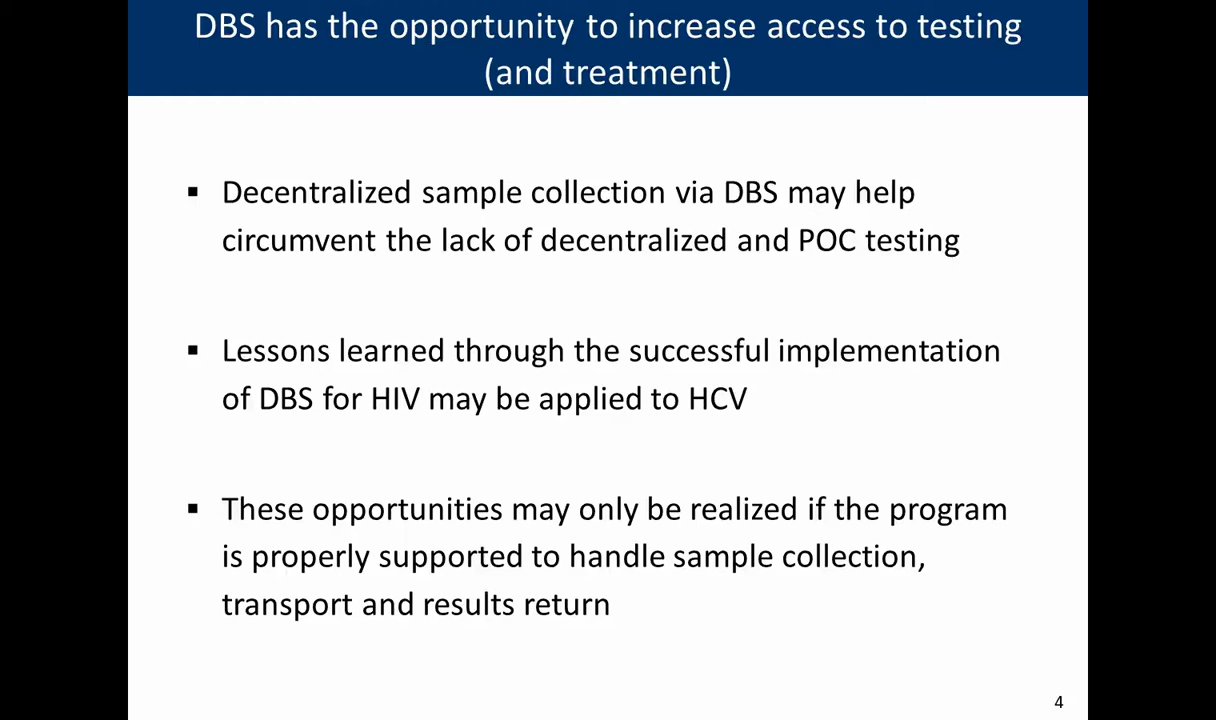 DBS has the opportunity to increase access to testing
(and treatment)
▪ Decentralized sample collection via DBS may help
circumvent the lack of decentralized and POC testing
▪ Lessons learned through the successful implementation
of DBS for HIV may be applied to HCV
▪ These opportunities may only be realized if the program
is properly supported to handle sample collection,
transport and results return
4